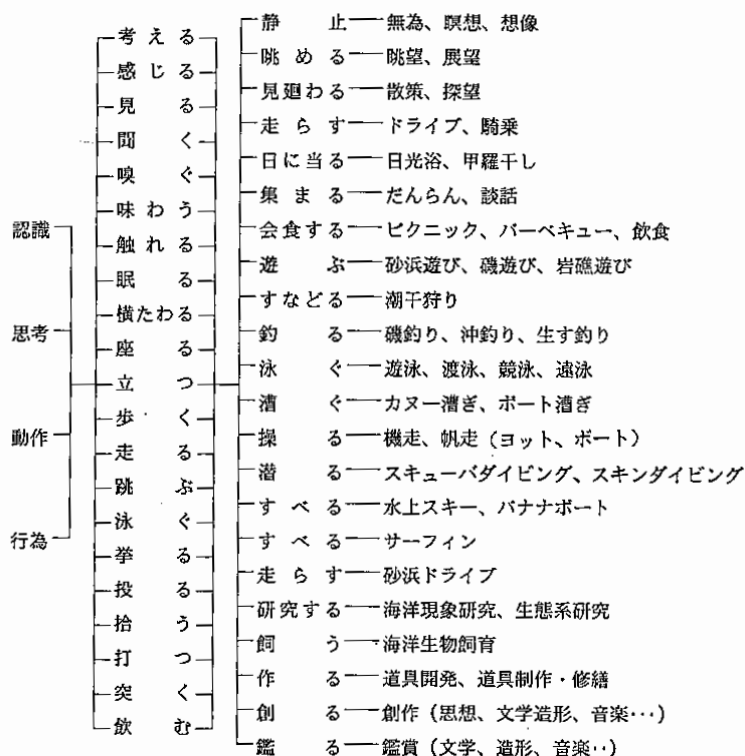 認識
思考
動作
行為
考える
感じる
見る
聞く
嗅ぐ
味わう
触れる
眠る
横たわる
座る
立つ
歩く
走る
跳ぶ
泳ぐ
挙る
投る
拾う
打つ
突く
飲む
静止 無為、瞑想、想像
眺める 眺望、展望
見廻わる 散策、探望
走らす ドライブ、騎乗
日に当る 日光浴、甲羅干し
集まる だんらん、談話
会食する ピクニック、バーベキュー、飲食
遊ぶ 砂浜遊び、磯遊び、岩礁遊び
すなどる 潮干狩り
釣る 磯釣り、沖釣り、生す釣り
泳ぐ 遊泳、渡泳、競泳、遠泳
漕ぐ カヌー漕ぎ、ボート漕ぎ
操る 機走、帆走（ヨット、ボート）
潜る スキューバダイビング、スキンダイビング
すべる 水上スキー、バナナボート
すべる サーフィン
走らす 砂浜ドライブ
研究する 海洋現象研究、生態系研究
飼う 海洋生物飼育
作る 道具開発、道具制作・修繕
創る 創作（思想、文学造形、音楽･･･）
鑑る 鑑賞（文学、造形、音楽･･）